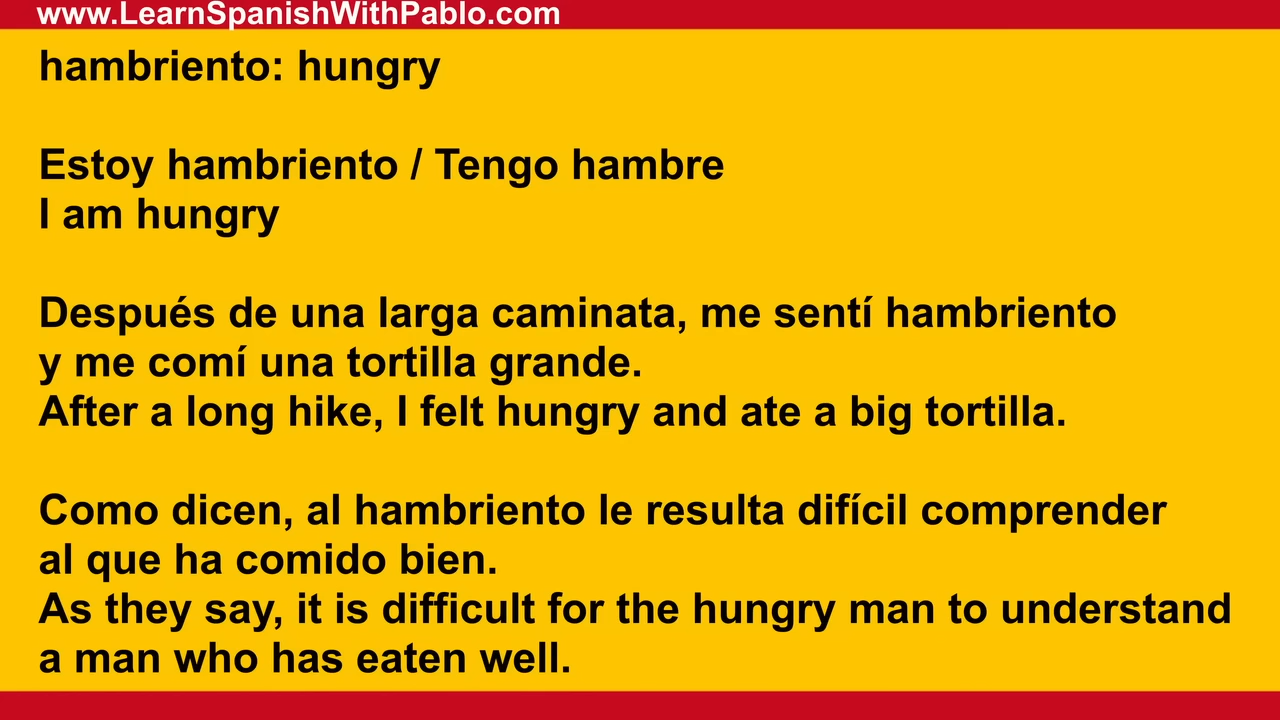 www.LearnSpanishWithPablo.com
hambriento: hungry
Estoy hambriento / Tengo hambre
I am hungry
Después de una larga caminata, me sentí hambriento
y me comí una tortilla grande.
After a long hike, I felt hungry and ate a big tortilla.
Como dicen, al hambriento le resulta difícil comprender
al que ha comido bien.
As they say, it is difficult for the hungry man to understand
a man who has eaten well.